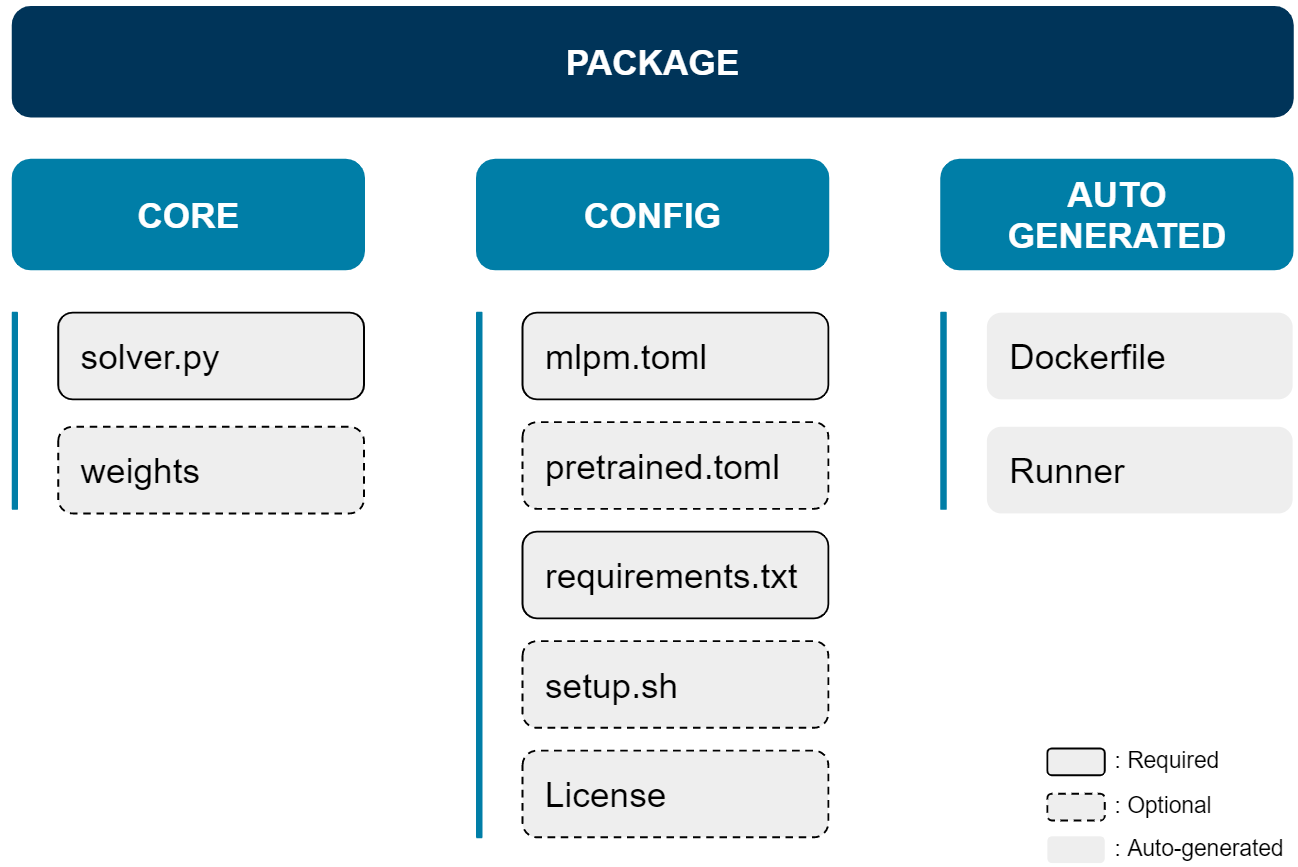 PACKAGE
CORE
solver.py
weights
CONFIG
mlpm.toml
pretrained.toml
requirements.txt
setup.sh
License
AUTO
GENERATED
Dockerfile
Runner
: Required
: Optional
: Auto-generated